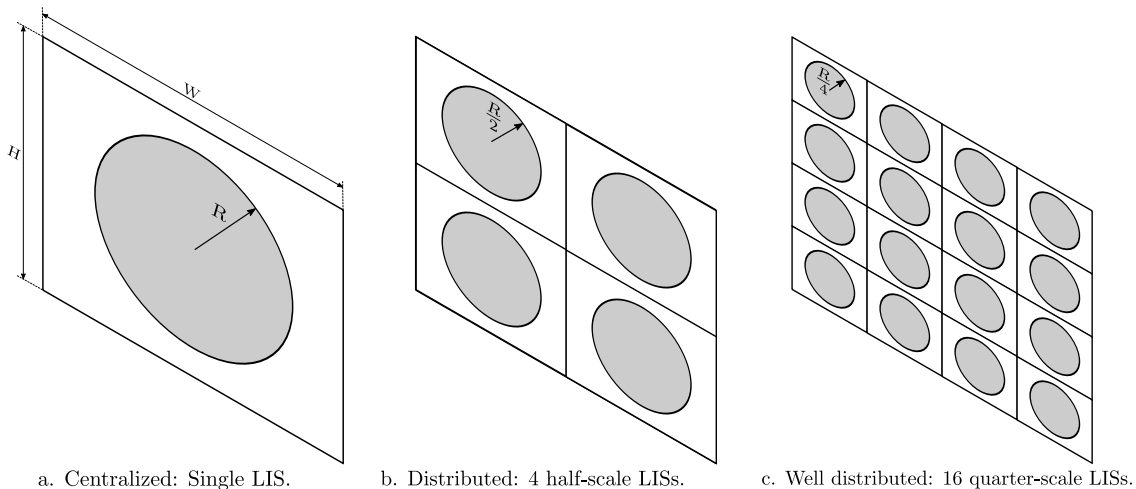 W
H
R
R/2
R/4
a. Centralized: Single LIS.
b. Distributed: 4 half-scale LISs.
c. Well distributed: 16 quarter-scale LISs.